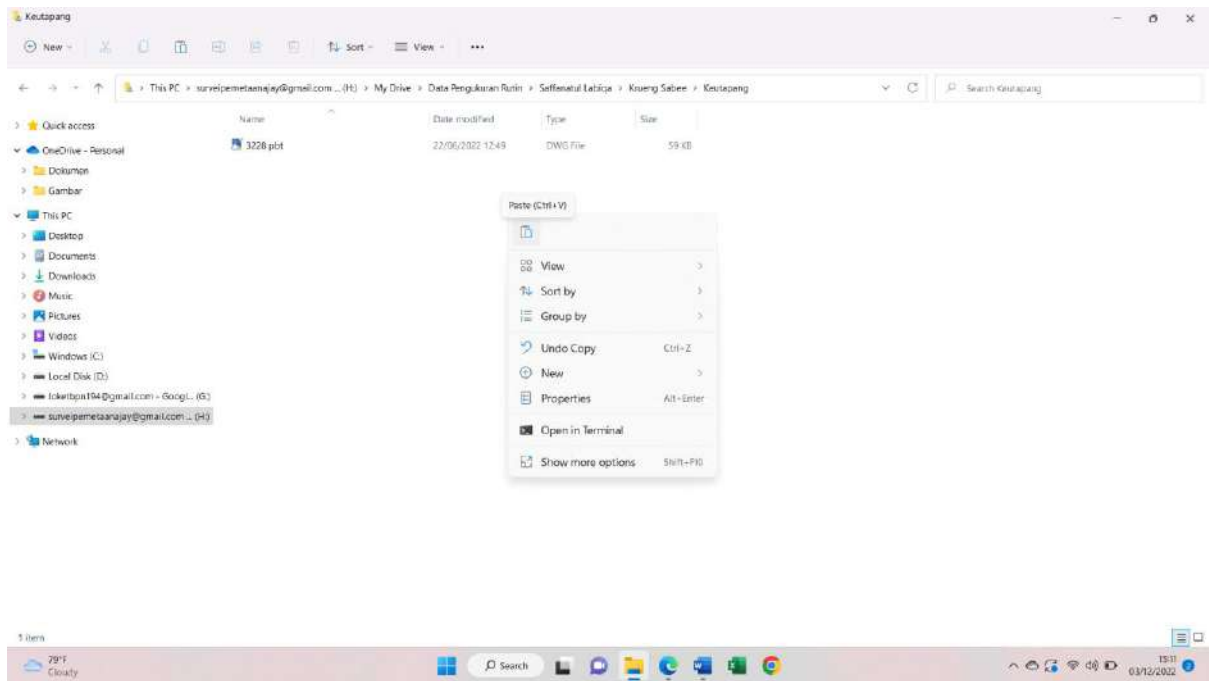 Keutapang
New
Sort
View
This PC > surveipemetaanajay@gmail.com ... (H:) > My Drive > Data Pengukuran Rutin > Saffanatul Labiqa > Krueng Sabee > Keutapang
Search Keutapang
Name Date modified Type Size
3228 pbt 22/06/2022 12:49 DWG File 59 KB
Quick access
OneDrive - Personal
Dokumen
Gambar
This PC
Desktop
Documents
Downloads
Music
Pictures
Videos
Windows (C:)
Local Disk (D:)
loketbpn194@gmail.com - Googl... (G:)
surveipemetaanajay@gmail.com ... (H:)
Network
Paste (Ctrl+V)
View
Sort by
Group by
Undo Copy Ctrl+Z
New
Properties Alt+Enter
Open in Terminal
Show more options Shift+F10
1 item
79°F
Cloudy
Search
15:11
03/12/2022